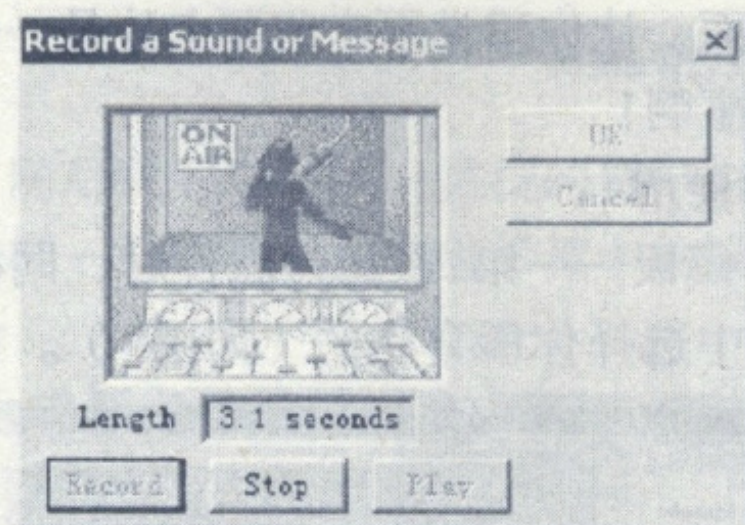 Record a Sound or Message
ON
AIR
OK
Cancel
Length 3.1 seconds
Record Stop Play